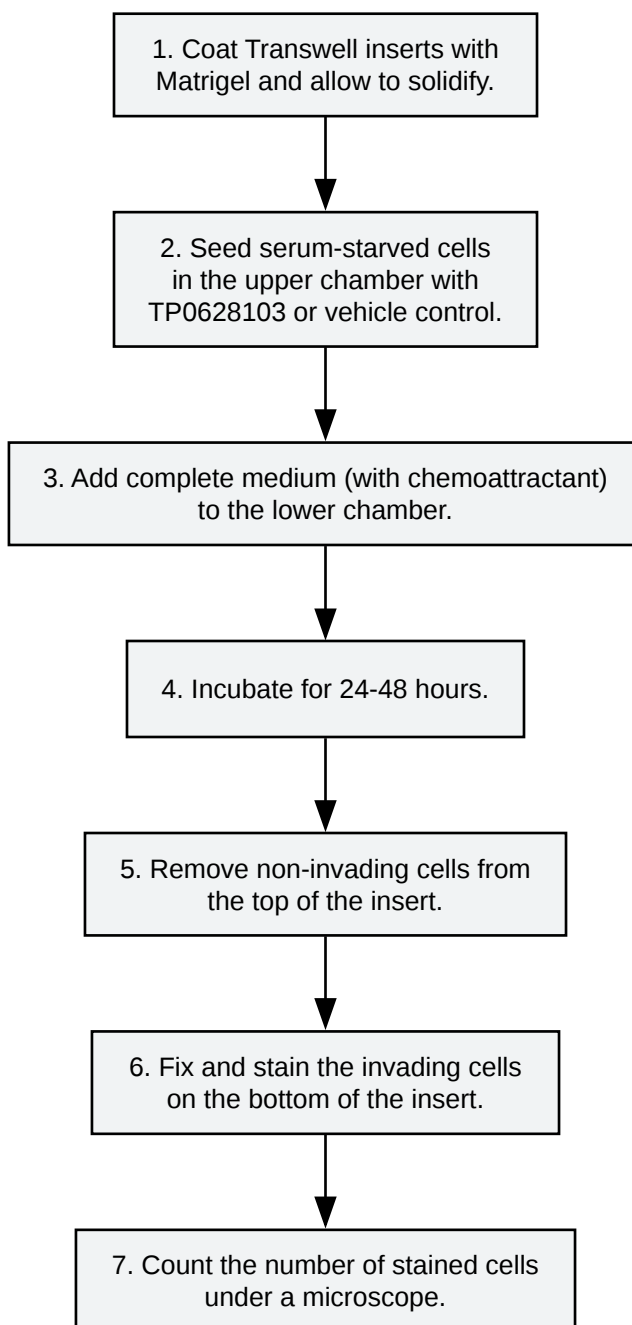 1. Coat Transwell inserts with
Matrigel and allow to solidify.
2. Seed serum-starved cells
in the upper chamber with
TP0628103 or vehicle control.
3. Add complete medium (with chemoattractant)
to the lower chamber.
4. Incubate for 24-48 hours.
5. Remove non-invading cells from
the top of the insert.
6. Fix and stain the invading cells
on the bottom of the insert.
7. Count the number of stained cells
under a microscope.